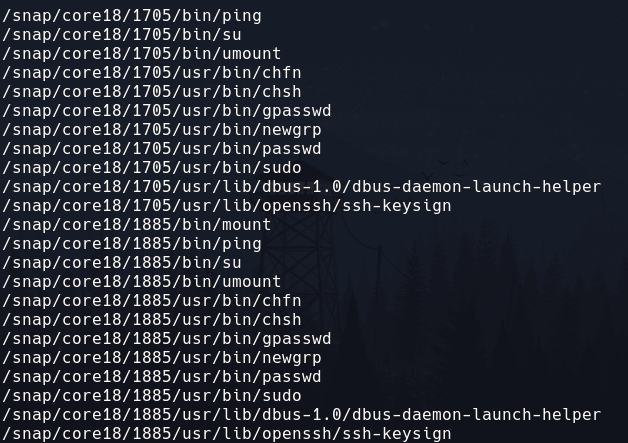 /snap/core18/1705/bin/ping
/snap/core18/1705/bin/su
/snap/core18/1705/bin/umount
/snap/core18/1705/usr/bin/chfn
/snap/core18/1705/usr/bin/chsh
/snap/core18/1705/usr/bin/gpasswd
/snap/core18/1705/usr/bin/newgrp
/snap/core18/1705/usr/bin/passwd
/snap/core18/1705/usr/bin/sudo
/snap/core18/1705/usr/lib/dbus-1.0/dbus-daemon-launch-helper
/snap/core18/1705/usr/lib/openssh/ssh-keysign
/snap/core18/1885/bin/mount
/snap/core18/1885/bin/ping
/snap/core18/1885/bin/su
/snap/core18/1885/bin/umount
/snap/core18/1885/usr/bin/chfn
/snap/core18/1885/usr/bin/chsh
/snap/core18/1885/usr/bin/gpasswd
/snap/core18/1885/usr/bin/newgrp
/snap/core18/1885/usr/bin/passwd
/snap/core18/1885/usr/bin/sudo
/snap/core18/1885/usr/lib/dbus-1.0/dbus-daemon-launch-helper
/snap/core18/1885/usr/lib/openssh/ssh-keysign